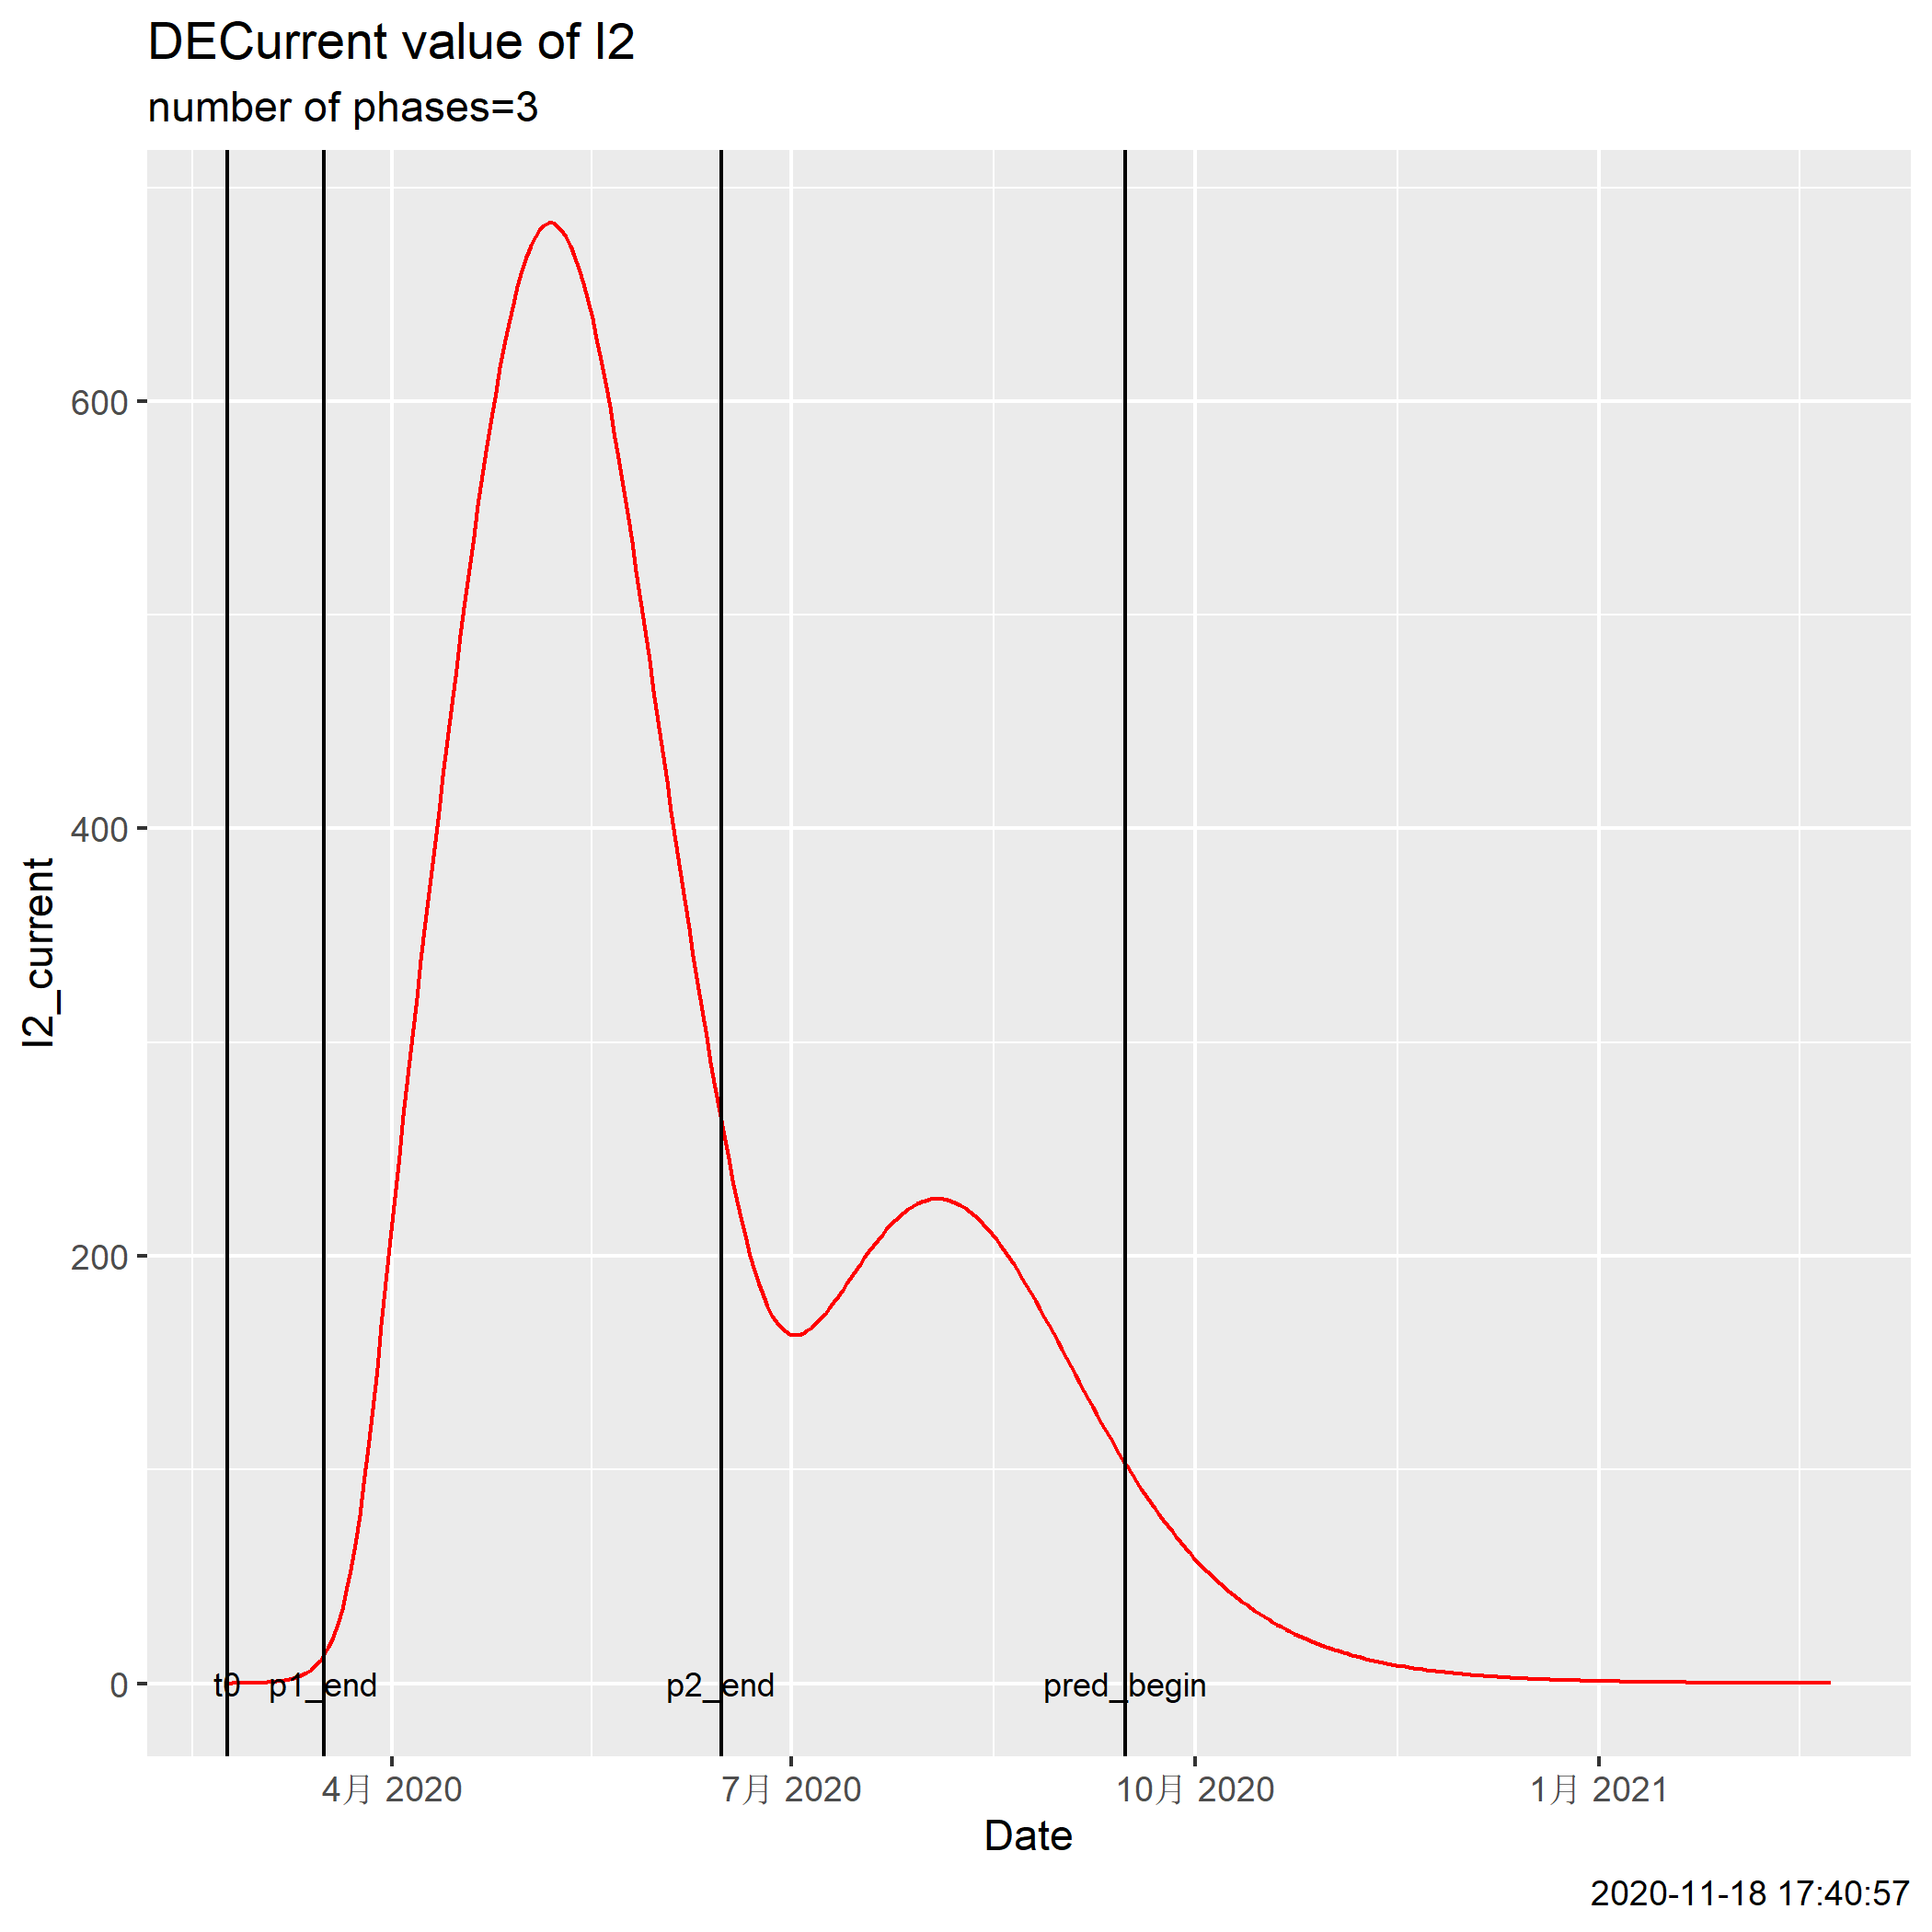 DECurrent value of I2
number of phases=3
I2_current
600
400
200
0
t0 p1_end p2_end pred_begin
4月 2020 7月 2020 10月 2020 1月 2021
Date
2020-11-18 17:40:57